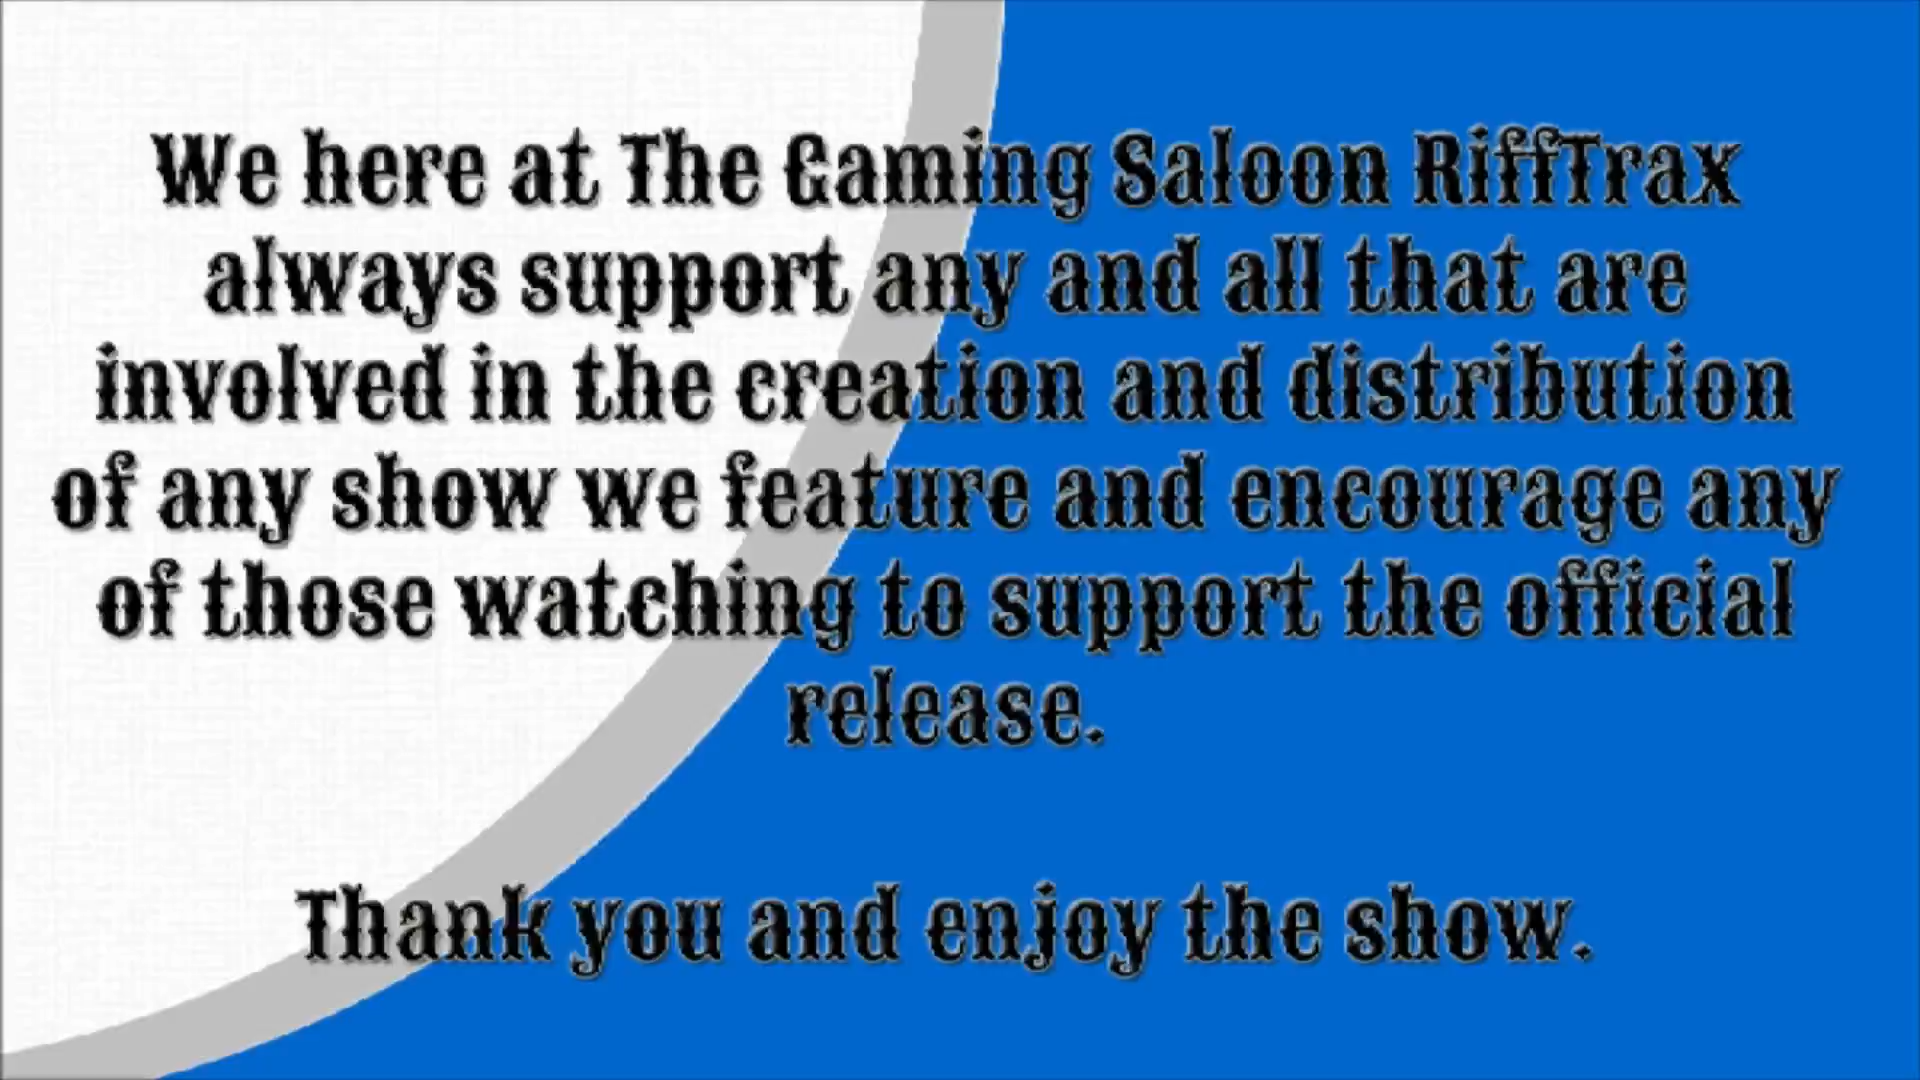 We here at The Gaming Saloon RiffTrax
always support any and all that are
involved in the creation and distribution
of any show we feature and encourage any
of those watching to support the official
release.
Thank you and enjoy the show.